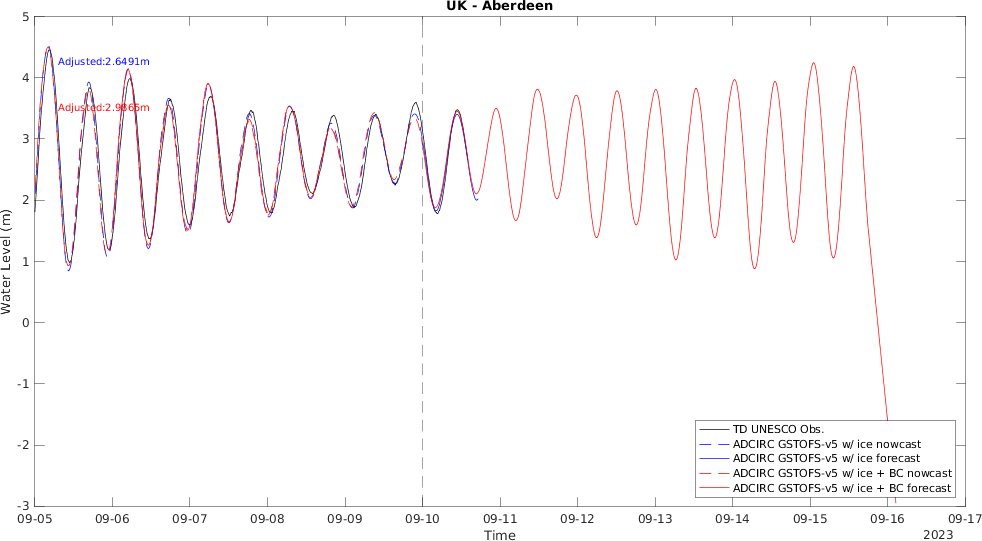 UK - Aberdeen
5
4
3
2
1
0
-1
-2
-3
Water Level (m)
Adjusted:2.6491m
Adjusted:2.9866m
TD UNESCO Obs.
ADCIRC GSTOFS-v5 w/ ice nowcast
ADCIRC GSTOFS-v5 w/ ice forecast
ADCIRC GSTOFS-v5 w/ ice + BC nowcast
ADCIRC GSTOFS-v5 w/ ice + BC forecast
09-05 09-06 09-07 09-08 09-09 09-10 09-11 09-12 09-13 09-14 09-15 09-16 09-17
Time
2023